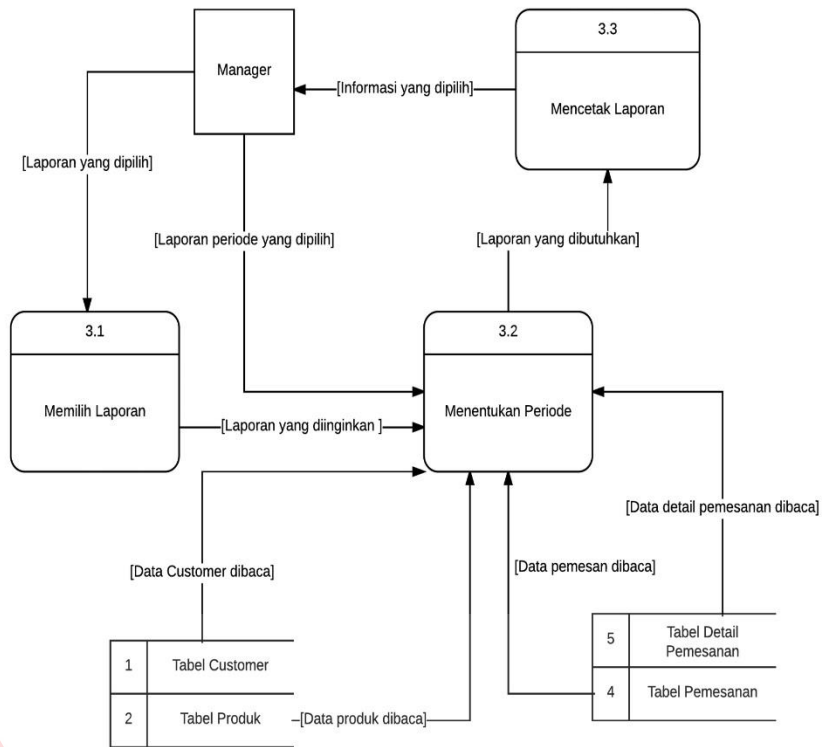 3.3
Manager
[Informasi yang dipilih]
Mencetak Laporan
[Laporan yang dipilih]
[Laporan periode yang dipilih]
[Laporan yang dibutuhkan]
3.1
3.2
Memilih Laporan
Menentukan Periode
[Laporan yang diinginkan ]
[Data detail pemesanan dibaca]
[Data Customer dibaca]
[Data pemesan dibaca]
1
Tabel Customer
5
Tabel Detail
Pemesanan
2
Tabel Produk
[Data produk dibaca]
4
Tabel Pemesanan